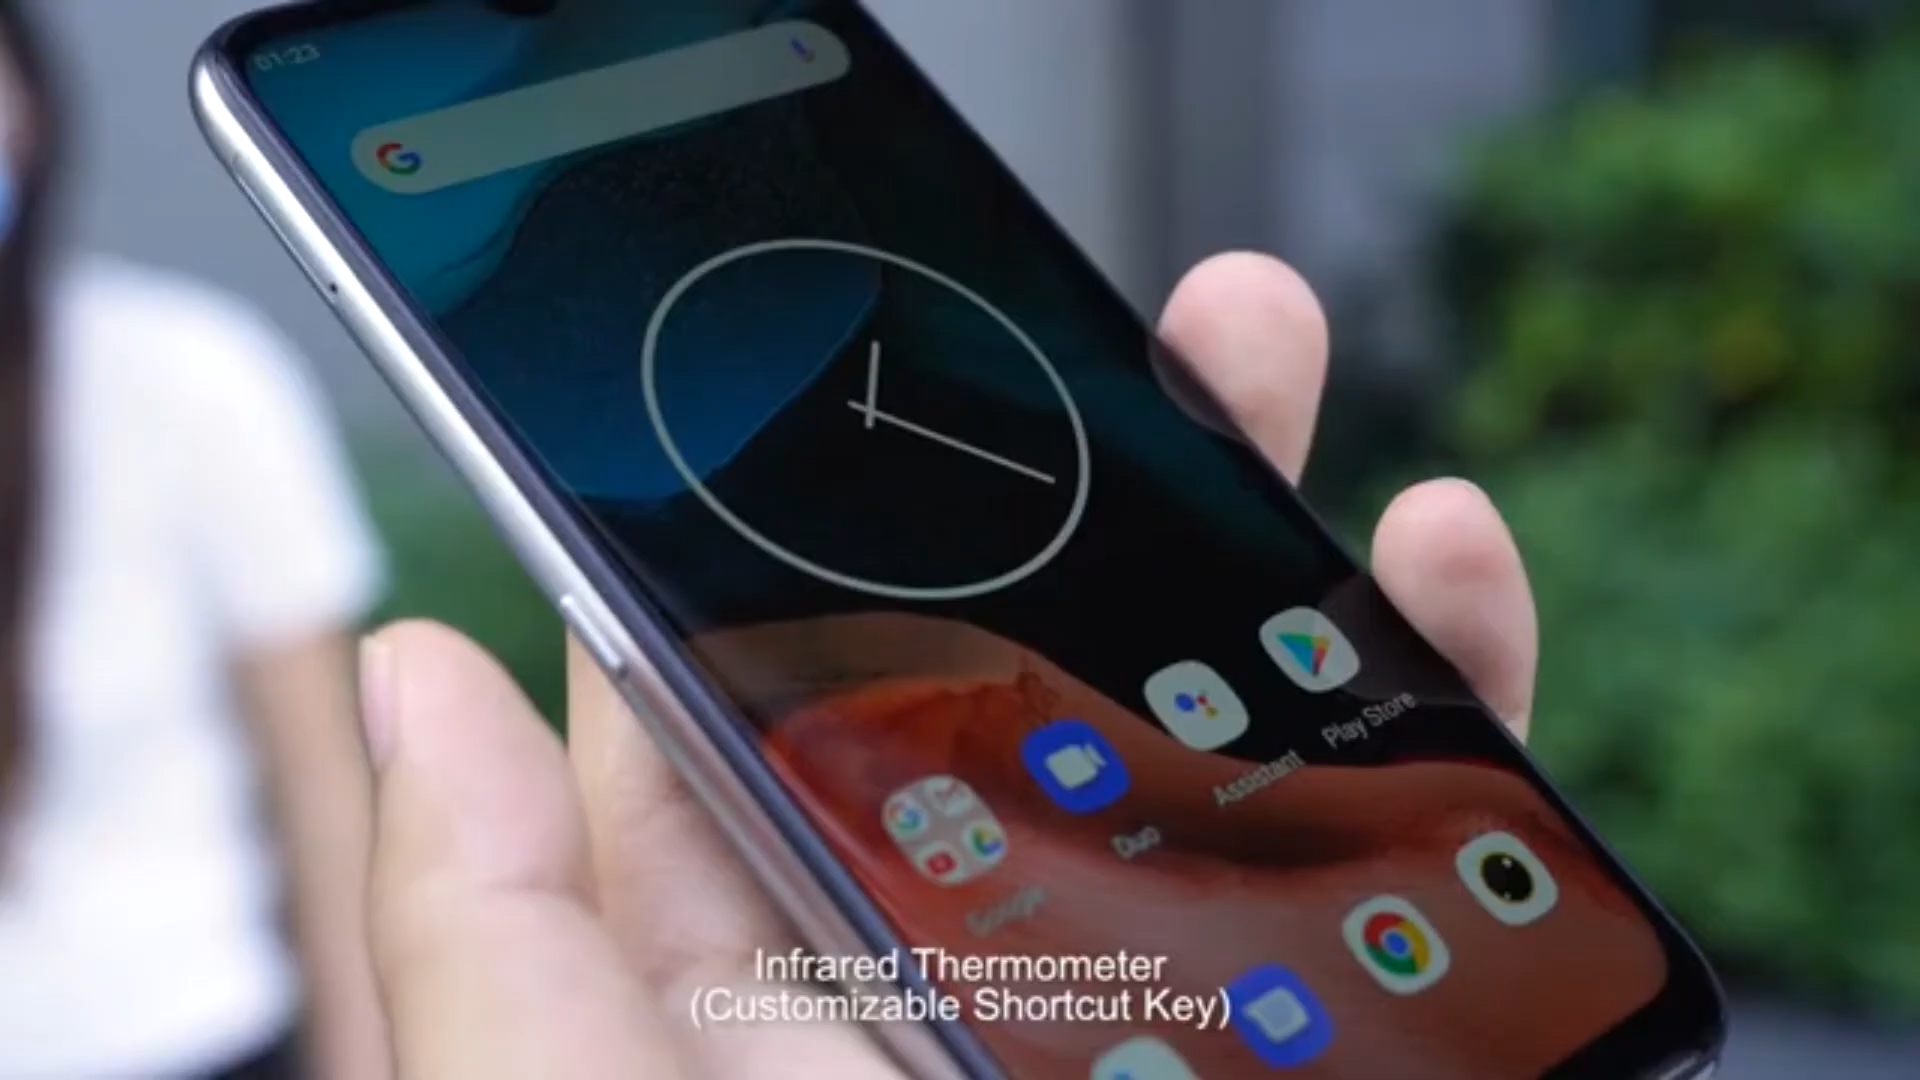 01:23
Play Store
Assistant
Duo
Google
Infrared Thermometer
(Customizable Shortcut Key)